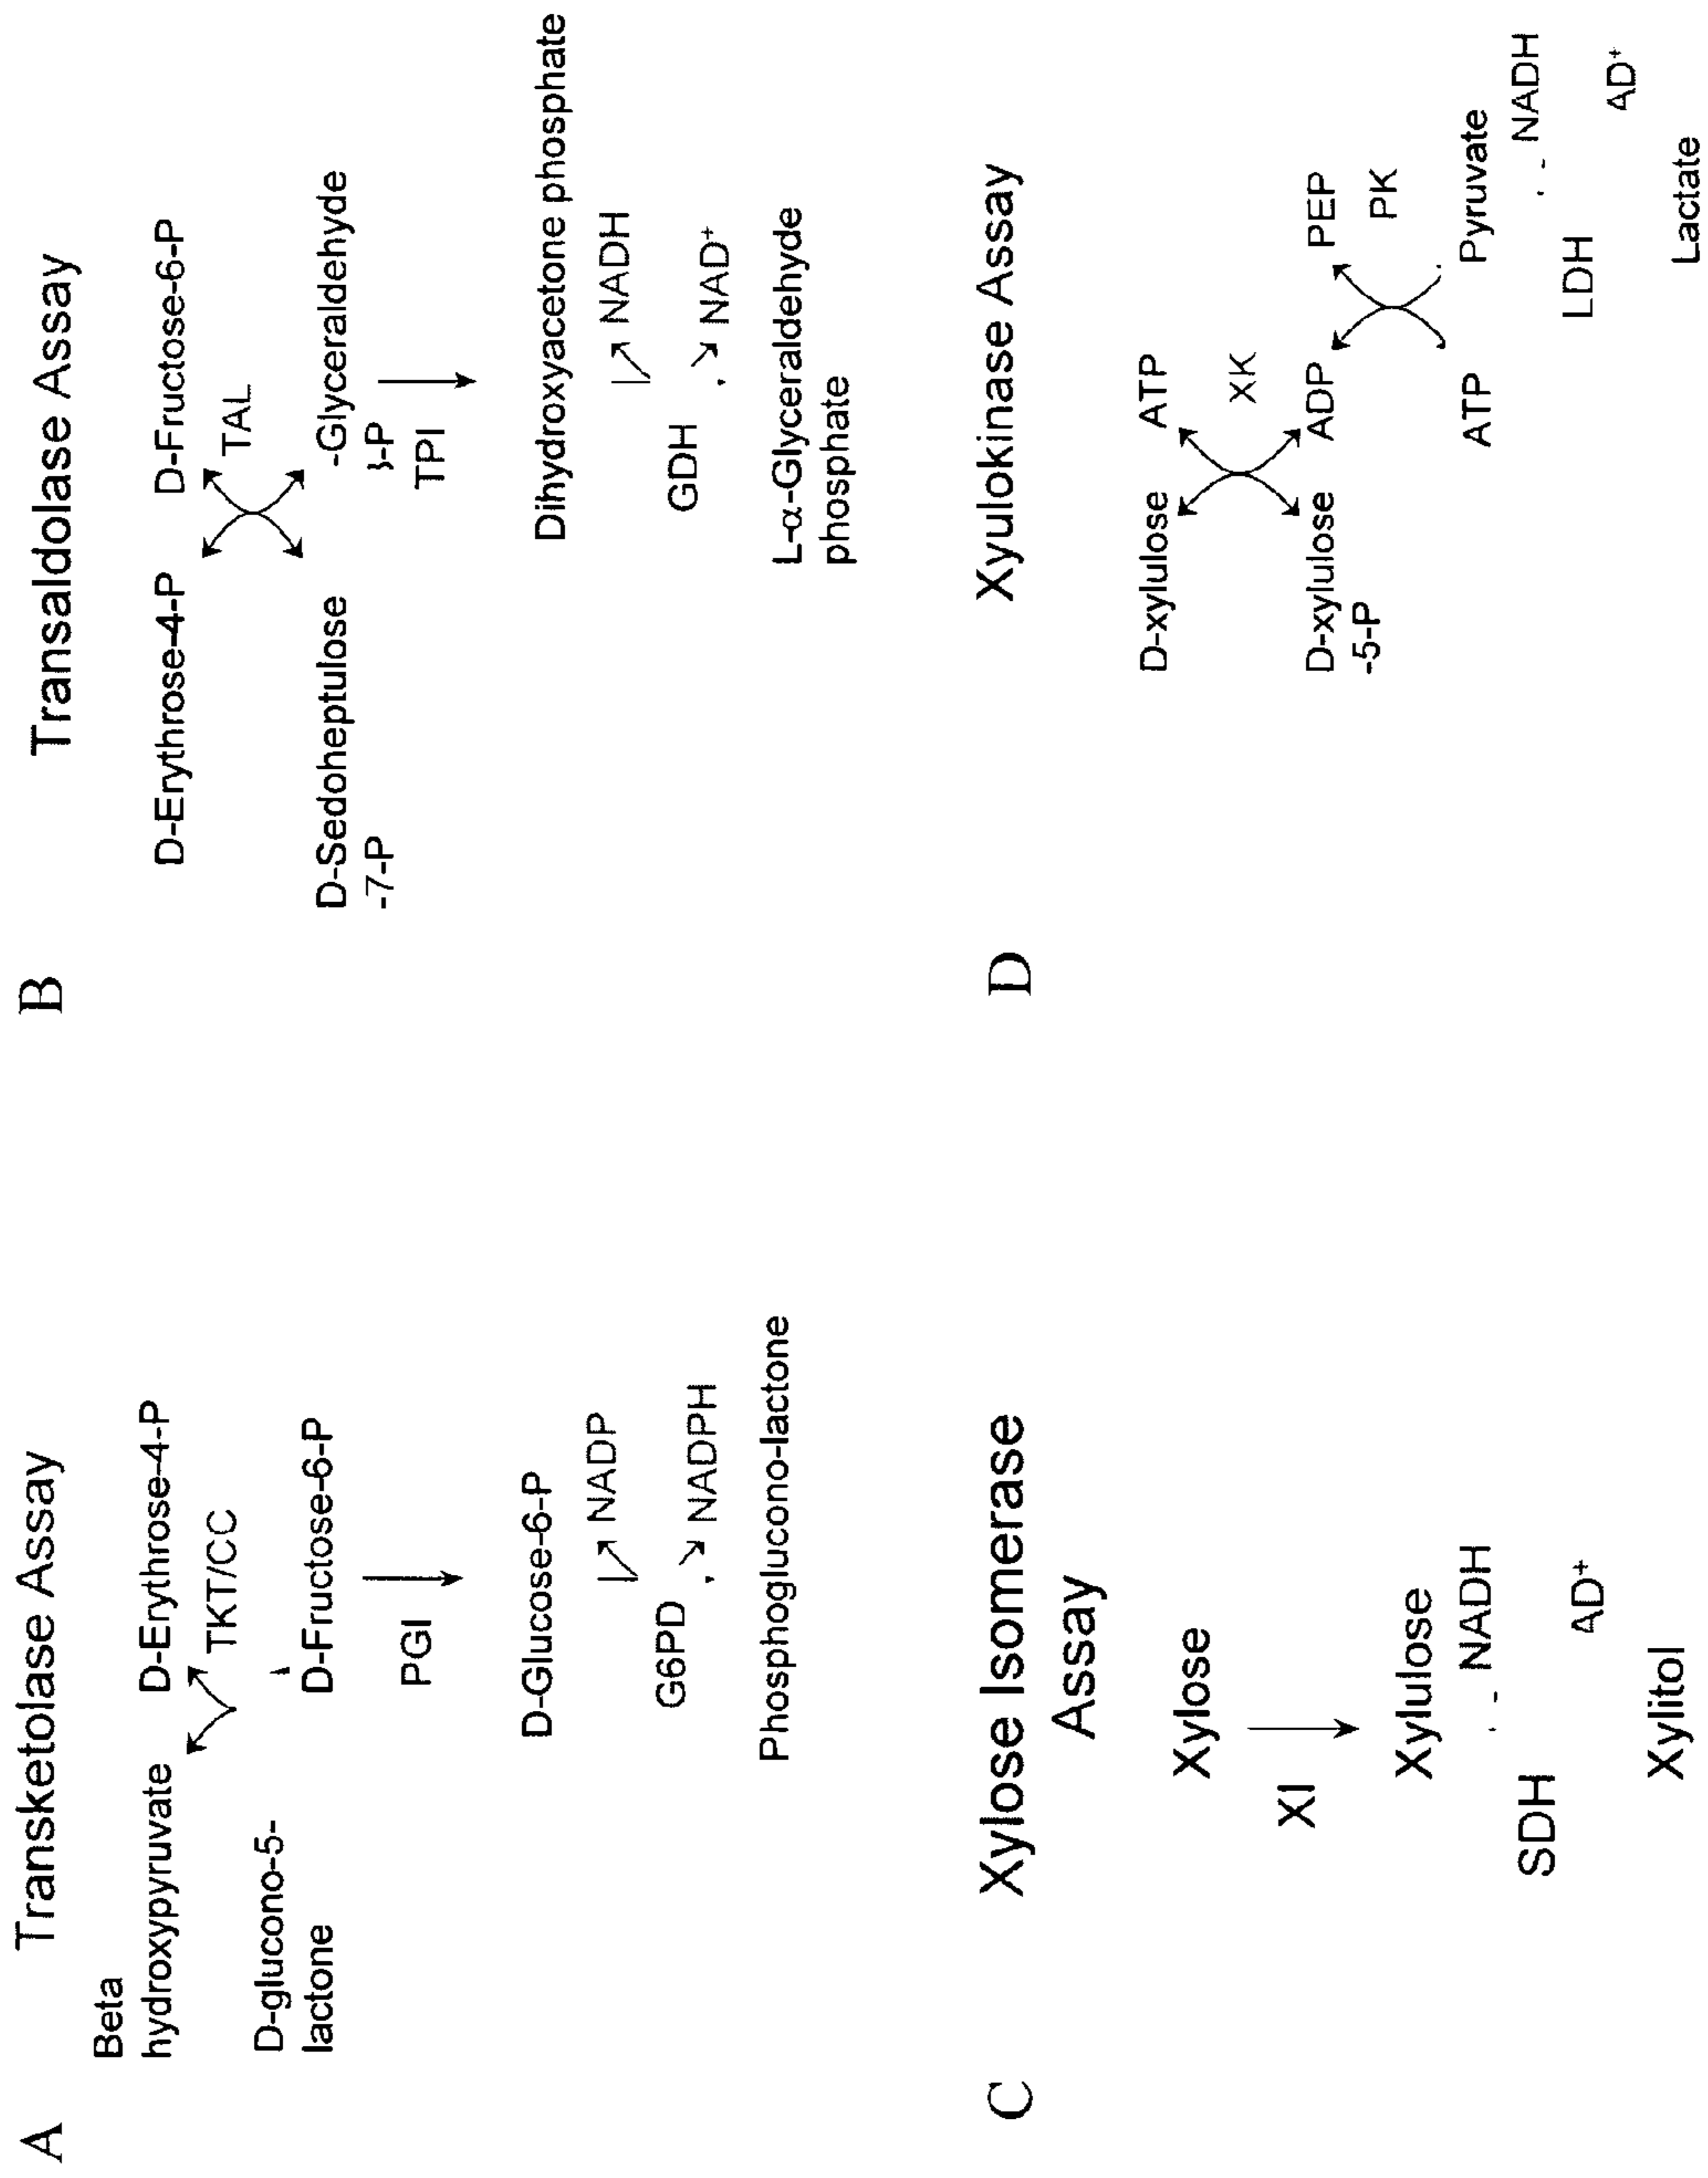 A
Transketolase Assay
Beta
hydroxypyruvate
D-Erythrose-4-P
TKT/CC
D-glucono-5-
lactone
D-Fructose-6-P
PGI
D-Glucose-6-P
NADP
G6PD
NADPH
Phosphoglucono-lactone
B
Transaldolase Assay
D-Erythrose-4-P
D-Fructose-6-P
TAL
D-Sedoheptulose
-7-P
-Glyceraldehyde
-P
TPI
Dihydroxyacetone phosphate
NADH
GDH
NAD⁺
L-α-Glyceraldehyde
phosphate
C
Xylose Isomerase
Assay
Xylose
XI
Xylulose
NADH
SDH
AD⁺
Xylitol
D
Xyulokinase Assay
D-xylulose
ATP
XK
D-xylulose
-5-P
ADP
PEP
PK
ATP
Pyruvate
NADH
LDH
AD⁺
Lactate